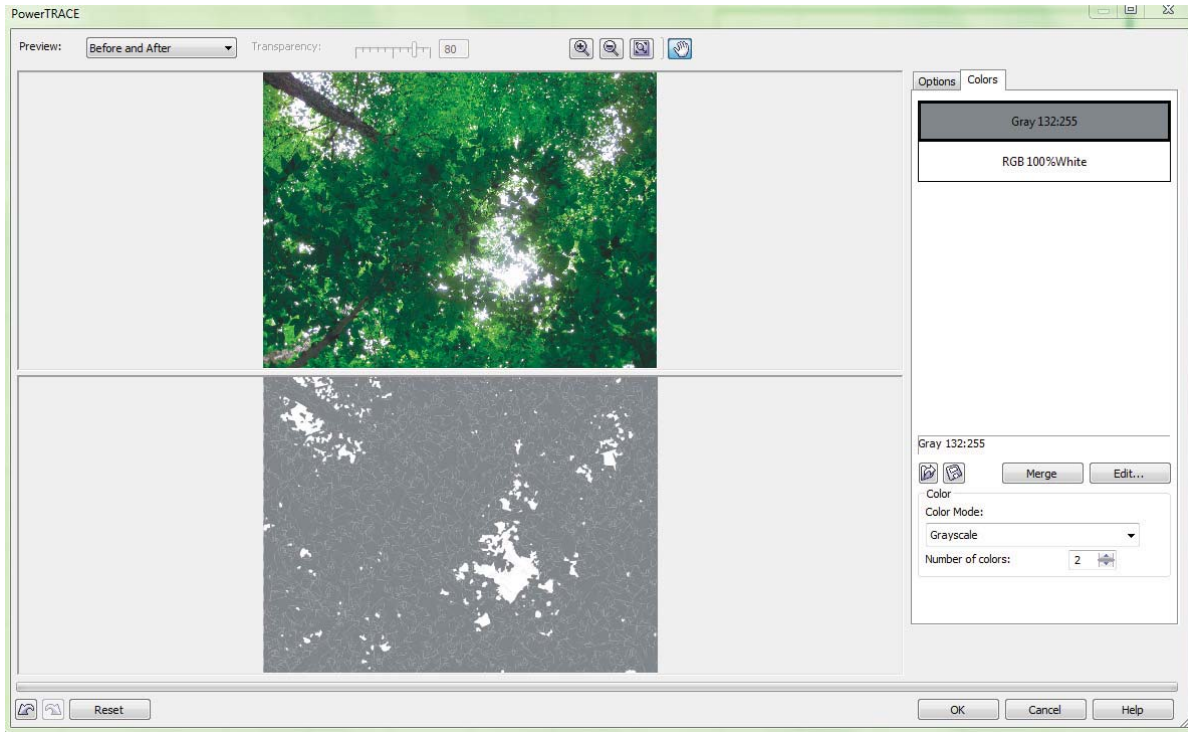 PowerTRACE
Preview:
Before and After
Transparency:
80
Options
Colors
Gray 132:255
RGB 100%White
Gray 132:255
Merge
Edit...
Color
Color Mode:
Grayscale
Number of colors:
2
Reset
OK
Cancel
Help